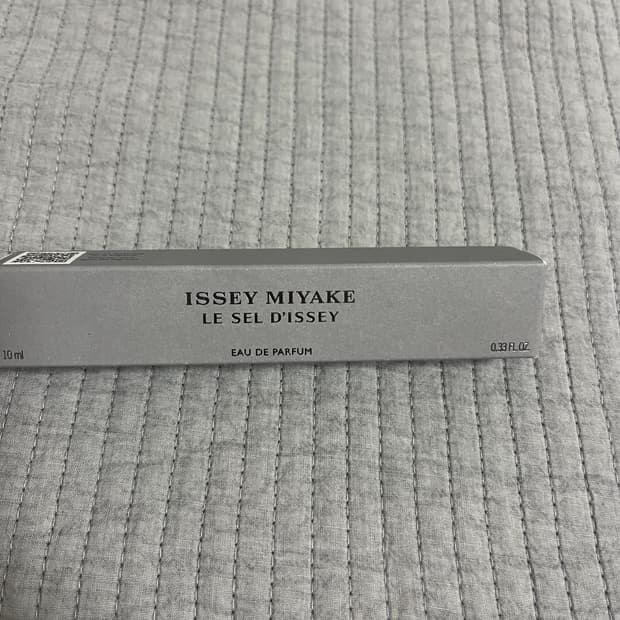 ISSEY MIYAKE
LE SEL D'ISSEY
10 ml
EAU DE PARFUM
0.33 FL.OZ.